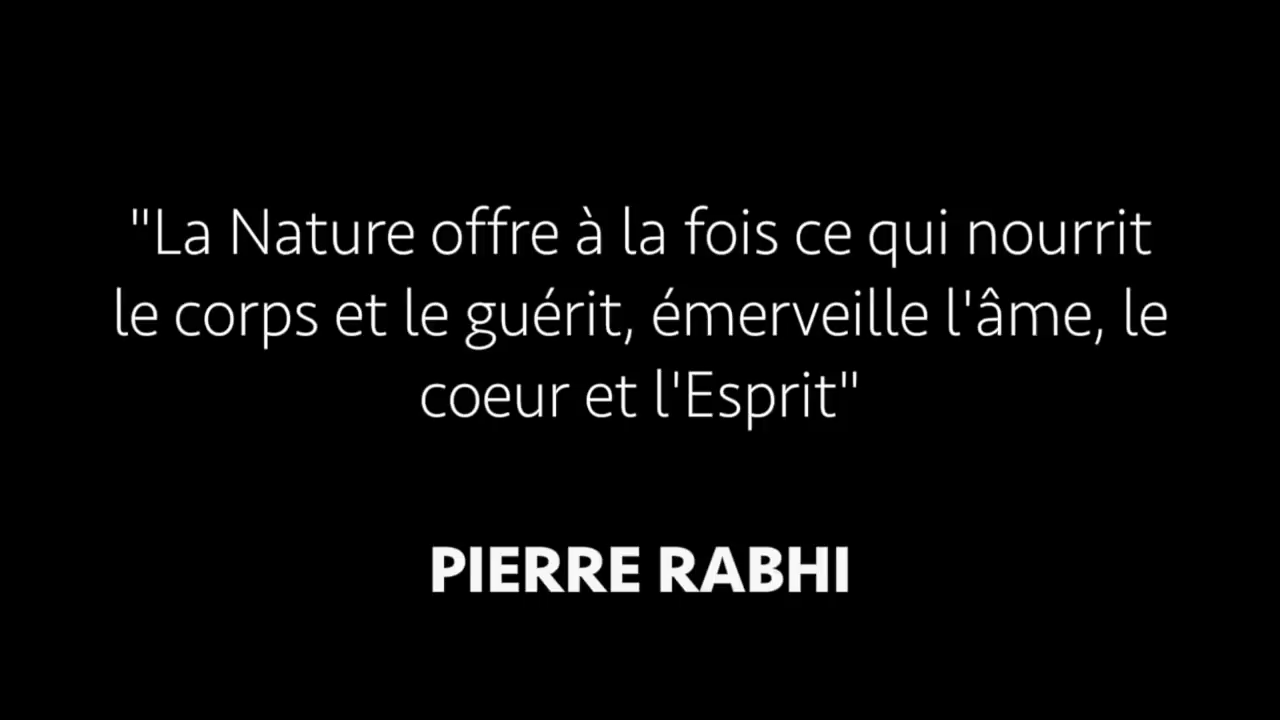 "La Nature offre à la fois ce qui nourrit
le corps et le guérit, émerveille l'âme, le
coeur et l'Esprit"
PIERRE RABHI